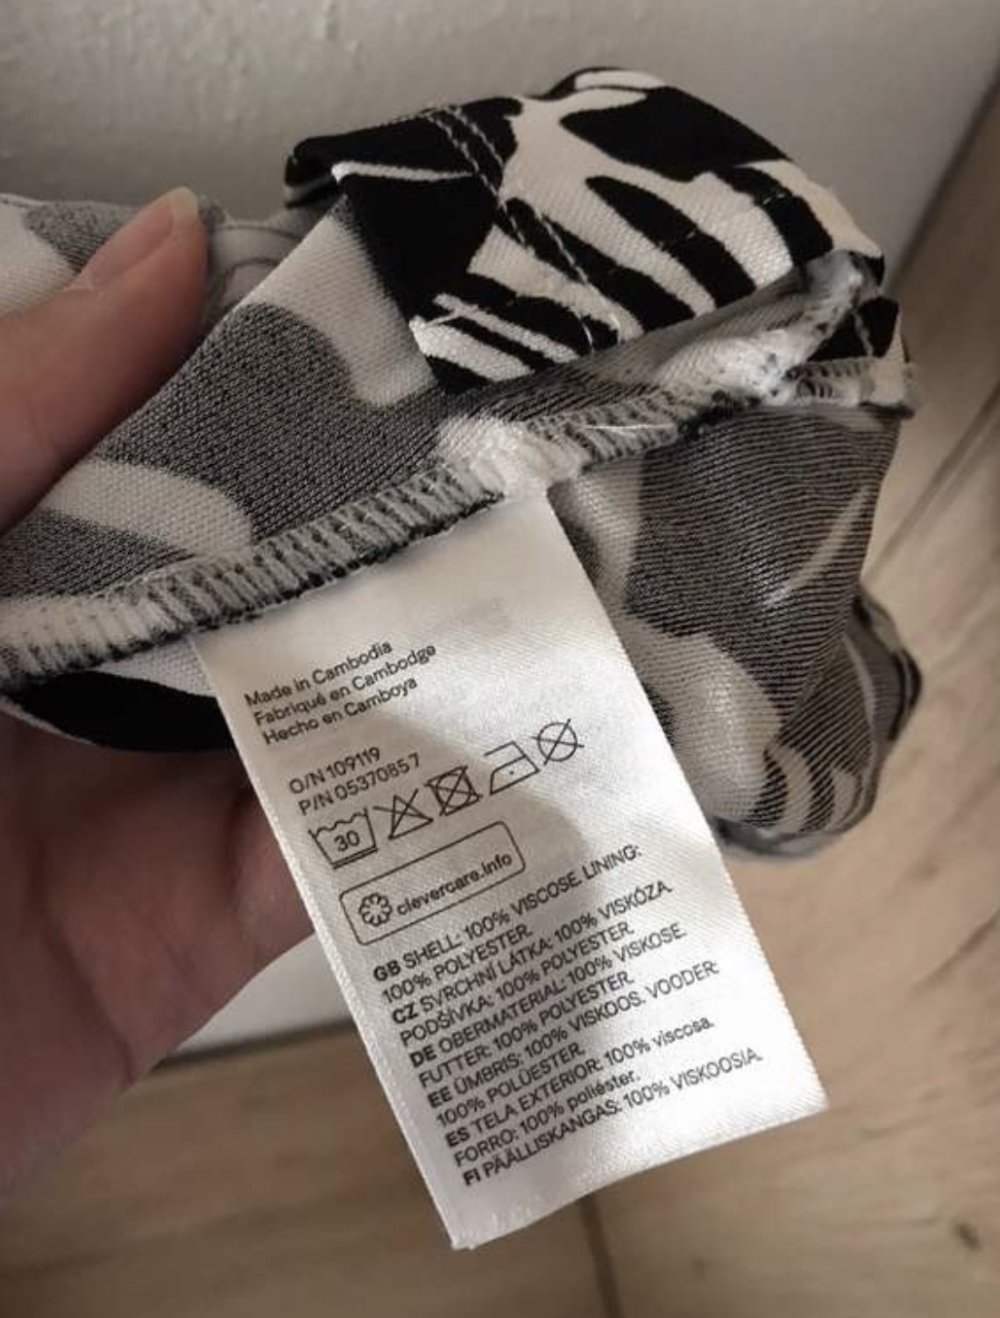 Made in Cambodia
Fabriqué en Cambodge
Hecho en Camboya
O/N 109119
P/N 05370857
30
clevercare.info
GB SHELL: 100% VISCOSE. LINING:
100% POLYESTER.
CZ SVRCHNÍ LÁTKA: 100% VISKÓZA.
PODŠÍVKA: 100% POLYESTER.
DE OBERMATERIAL: 100% VISKOSE.
FUTTER: 100% POLYESTER.
EE ÜMBRIS: 100% VISKOOS. VOODER:
100% POLÜESTER.
ES TELA EXTERIOR: 100% viscosa.
FORRO: 100% poliéster.
FI PÄÄLLISKANGAS: 100% VISKOOSIA.